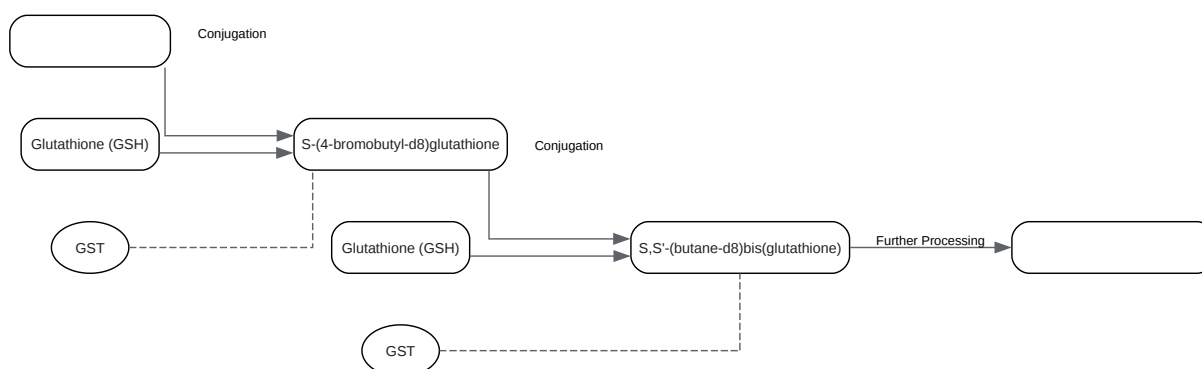 Conjugation
Glutathione (GSH)
S-(4-bromobutyl-d8)glutathione
Conjugation
GST
Glutathione (GSH)
S,S'-(butane-d8)bis(glutathione)
Further Processing
GST